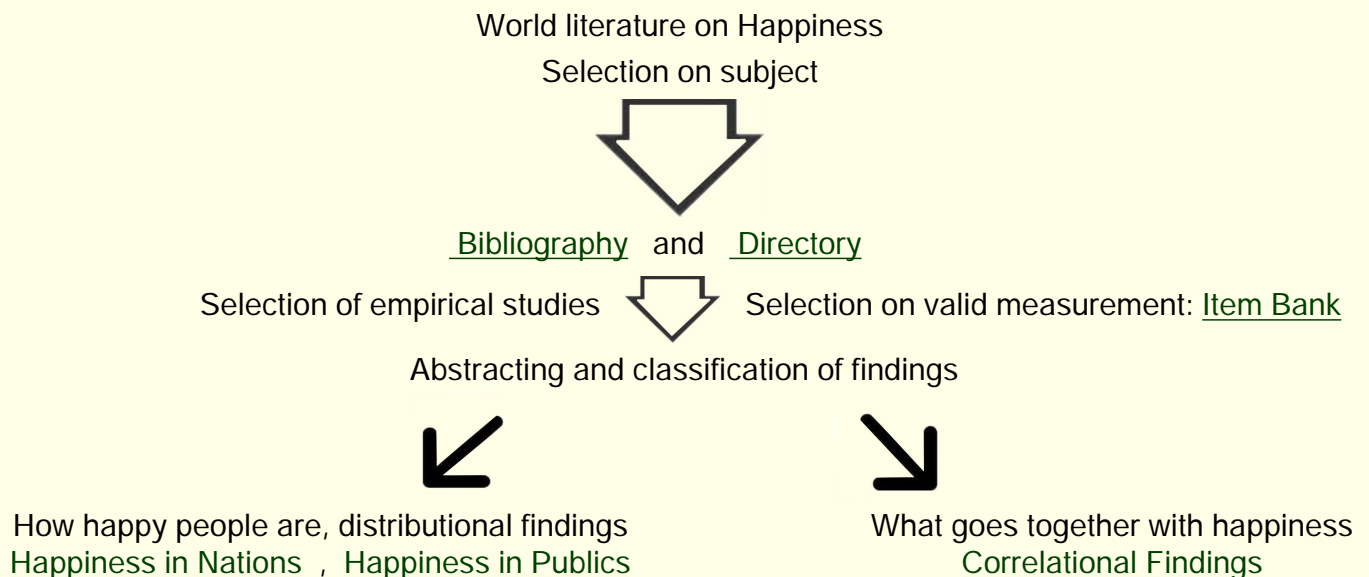 World literature on Happiness
Selection on subject
Bibliography and Directory
Selection of empirical studies Selection on valid measurement: Item Bank
Abstracting and classification of findings
How happy people are, distributional findings What goes together with happiness
Happiness in Nations , Happiness in Publics Correlational Findings